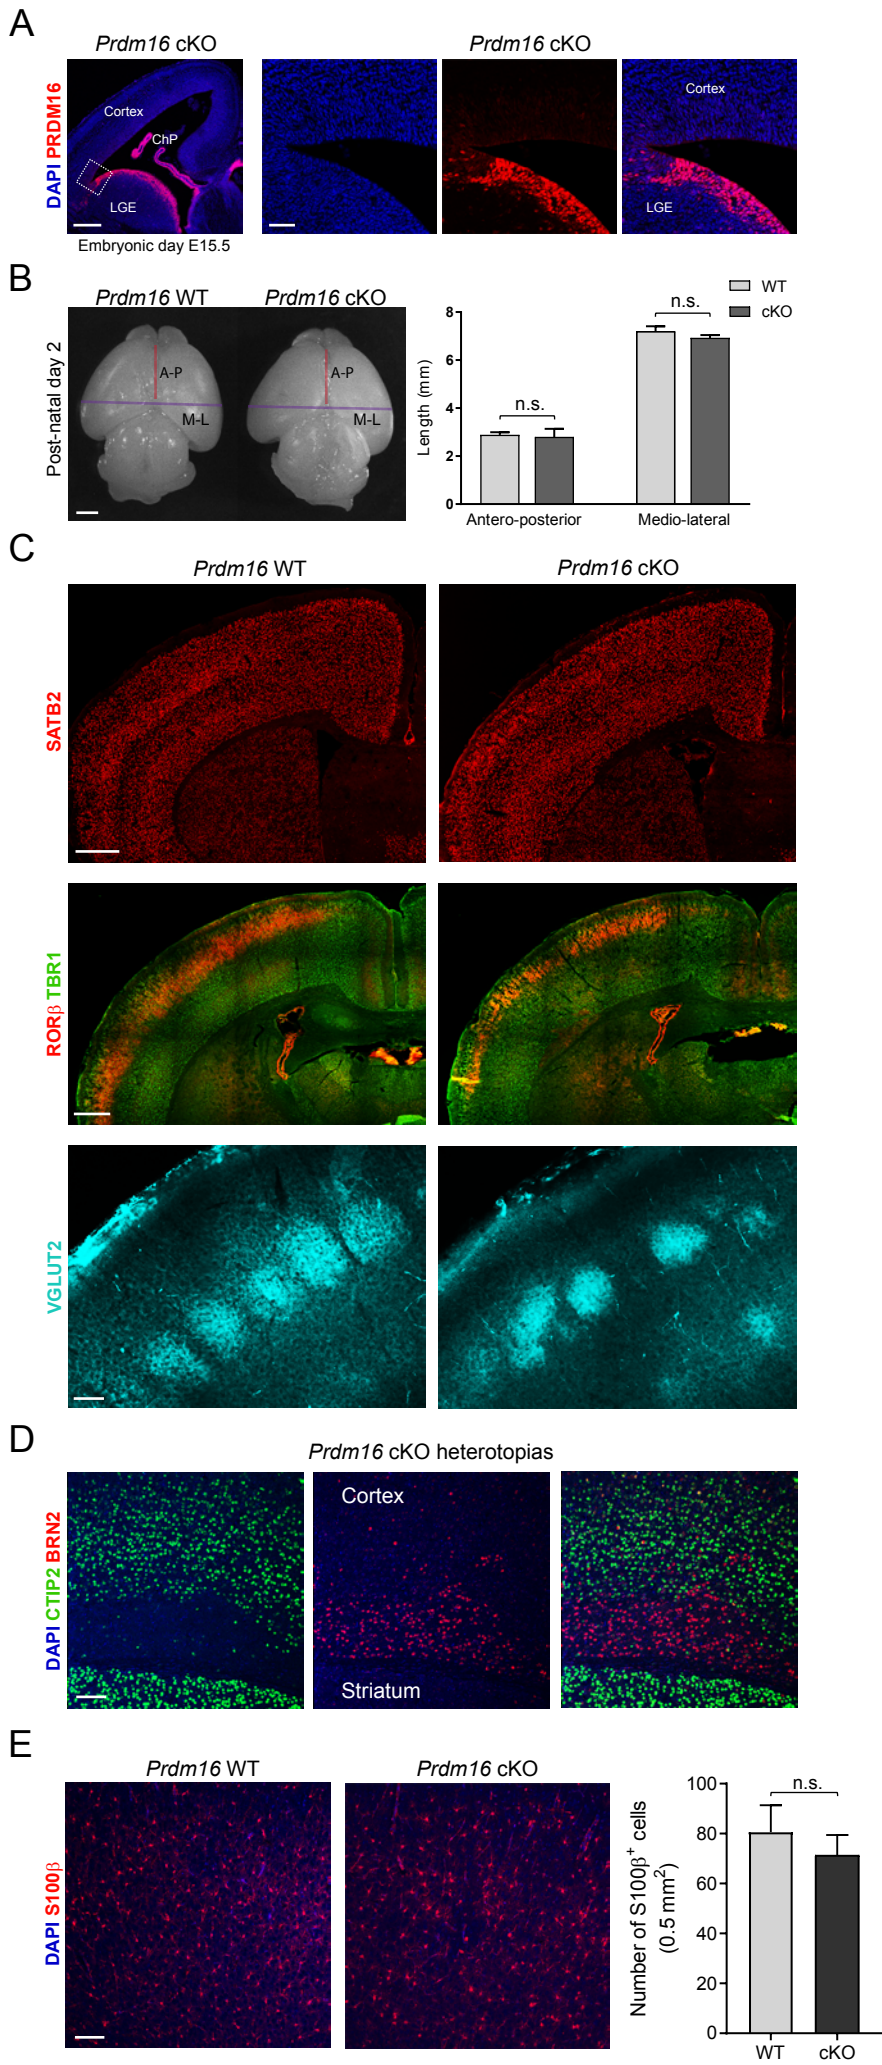 A
Prdm16 cKO
Prdm16 cKO
DAPI PRDM16
Cortex
ChP
LGE
Cortex
LGE
Embryonic day E15.5
B
Prdm16 WT
Prdm16 cKO
Post-natal day 2
A-P
M-L
A-P
M-L
WT
cKO
Length (mm)
8
6
4
2
0
n.s.
n.s.
Antero-posterior
Medio-lateral
C
Prdm16 WT
Prdm16 cKO
SATB2
RORβ TBR1
VGLUT2
D
Prdm16 cKO heterotopias
DAPI CTIP2 BRN2
Cortex
Striatum
E
Prdm16 WT
Prdm16 cKO
DAPI S100β
Number of S100β⁺ cells
(0.5 mm²)
100
80
60
40
20
0
n.s.
WT
cKO